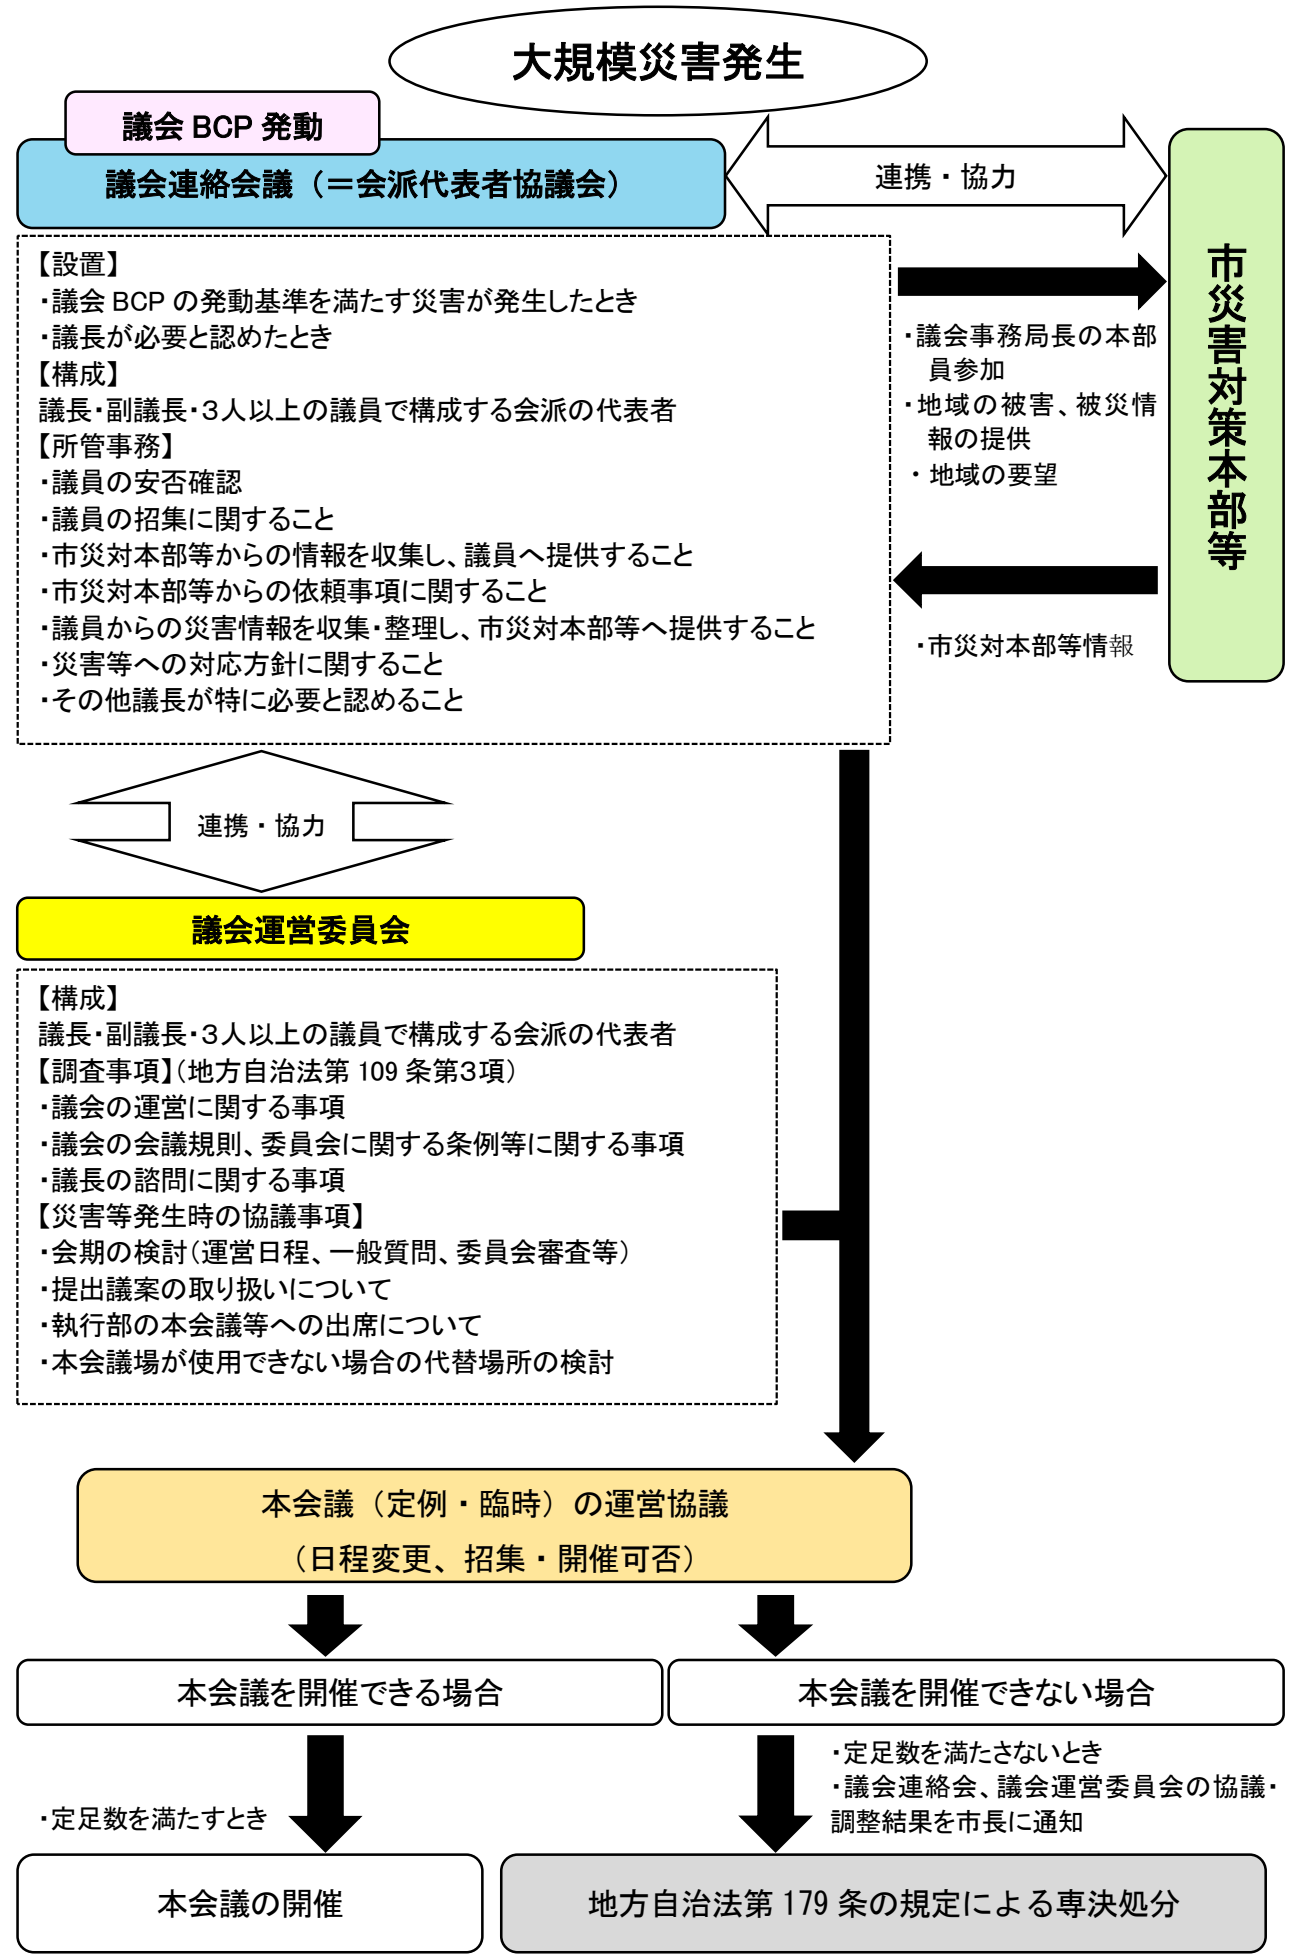 大規模災害発生
議会 BCP 発動
議会連絡会議（＝会派代表者協議会）
連携・協力
市災害対策本部等
【設置】
・議会 BCP の発動基準を満たす災害が発生したとき
・議長が必要と認めたとき
【構成】
議長・副議長・３人以上の議員で構成する会派の代表者
【所管事務】
・議員の安否確認
・議員の招集に関すること
・市災対本部等からの情報を収集し、議員へ提供すること
・市災対本部等からの依頼事項に関すること
・議員からの災害情報を収集・整理し、市災対本部等へ提供すること
・災害等への対応方針に関すること
・その他議長が特に必要と認めること
・議会事務局長の本部
員参加
・地域の被害、被災情
報の提供
・ 地域の要望
・市災対本部等情報
連携・協力
議会運営委員会
【構成】
議長・副議長・３人以上の議員で構成する会派の代表者
【調査事項】（地方自治法第 109 条第３項）
・議会の運営に関する事項
・議会の会議規則、委員会に関する条例等に関する事項
・議長の諮問に関する事項
【災害等発生時の協議事項】
・会期の検討（運営日程、一般質問、委員会審査等）
・提出議案の取り扱いについて
・執行部の本会議等への出席について
・本会議場が使用できない場合の代替場所の検討
本会議（定例・臨時）の運営協議
（日程変更、招集・開催可否）
本会議を開催できる場合
本会議を開催できない場合
・定足数を満たすとき
・定足数を満たさないとき
・議会連絡会、議会運営委員会の協議・
調整結果を市長に通知
本会議の開催
地方自治法第 179 条の規定による専決処分